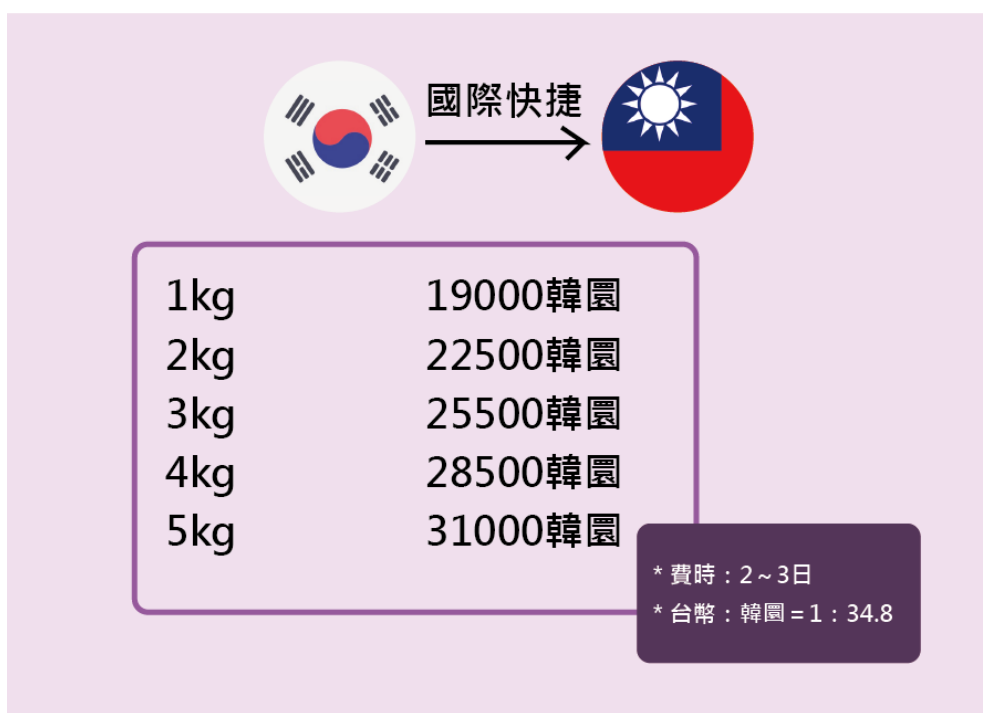 國際快捷
1kg 19000韓圜
2kg 22500韓圜
3kg 25500韓圜
4kg 28500韓圜
5kg 31000韓圜
* 費時：2~3日
* 台幣：韓圜=1：34.8